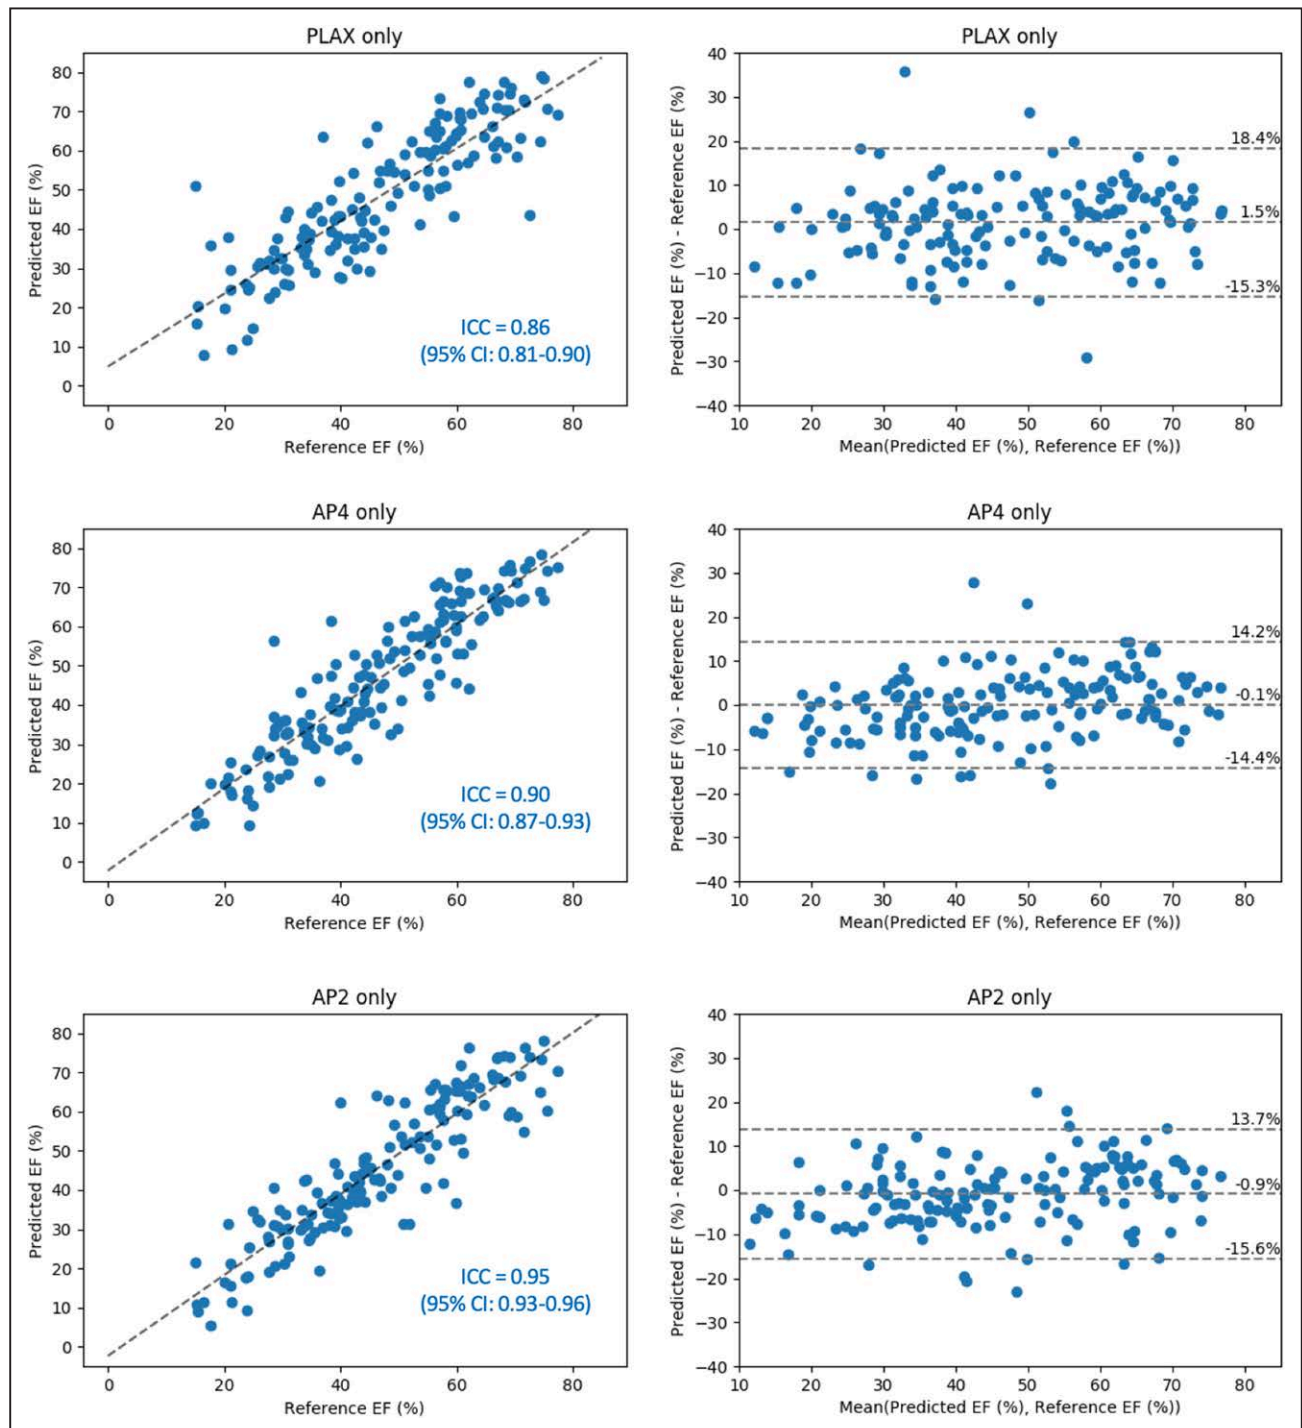 PLAX only
80
70
60
50
40
30
20
10
0
Predicted EF (%)
0 20 40 60 80
Reference EF (%)
ICC = 0.86
(95% CI: 0.81-0.90)
PLAX only
40
30
20
10
0
−10
−20
−30
−40
Predicted EF (%) - Reference EF (%)
18.4%
1.5%
-15.3%
10 20 30 40 50 60 70 80
Mean(Predicted EF (%), Reference EF (%))
AP4 only
80
70
60
50
40
30
20
10
0
Predicted EF (%)
0 20 40 60 80
Reference EF (%)
ICC = 0.90
(95% CI: 0.87-0.93)
AP4 only
40
30
20
10
0
−10
−20
−30
−40
Predicted EF (%) - Reference EF (%)
14.2%
-0.1%
-14.4%
10 20 30 40 50 60 70 80
Mean(Predicted EF (%), Reference EF (%))
AP2 only
80
70
60
50
40
30
20
10
0
Predicted EF (%)
0 20 40 60 80
Reference EF (%)
ICC = 0.95
(95% CI: 0.93-0.96)
AP2 only
40
30
20
10
0
−10
−20
−30
−40
Predicted EF (%) - Reference EF (%)
13.7%
-0.9%
-15.6%
10 20 30 40 50 60 70 80
Mean(Predicted EF (%), Reference EF (%))